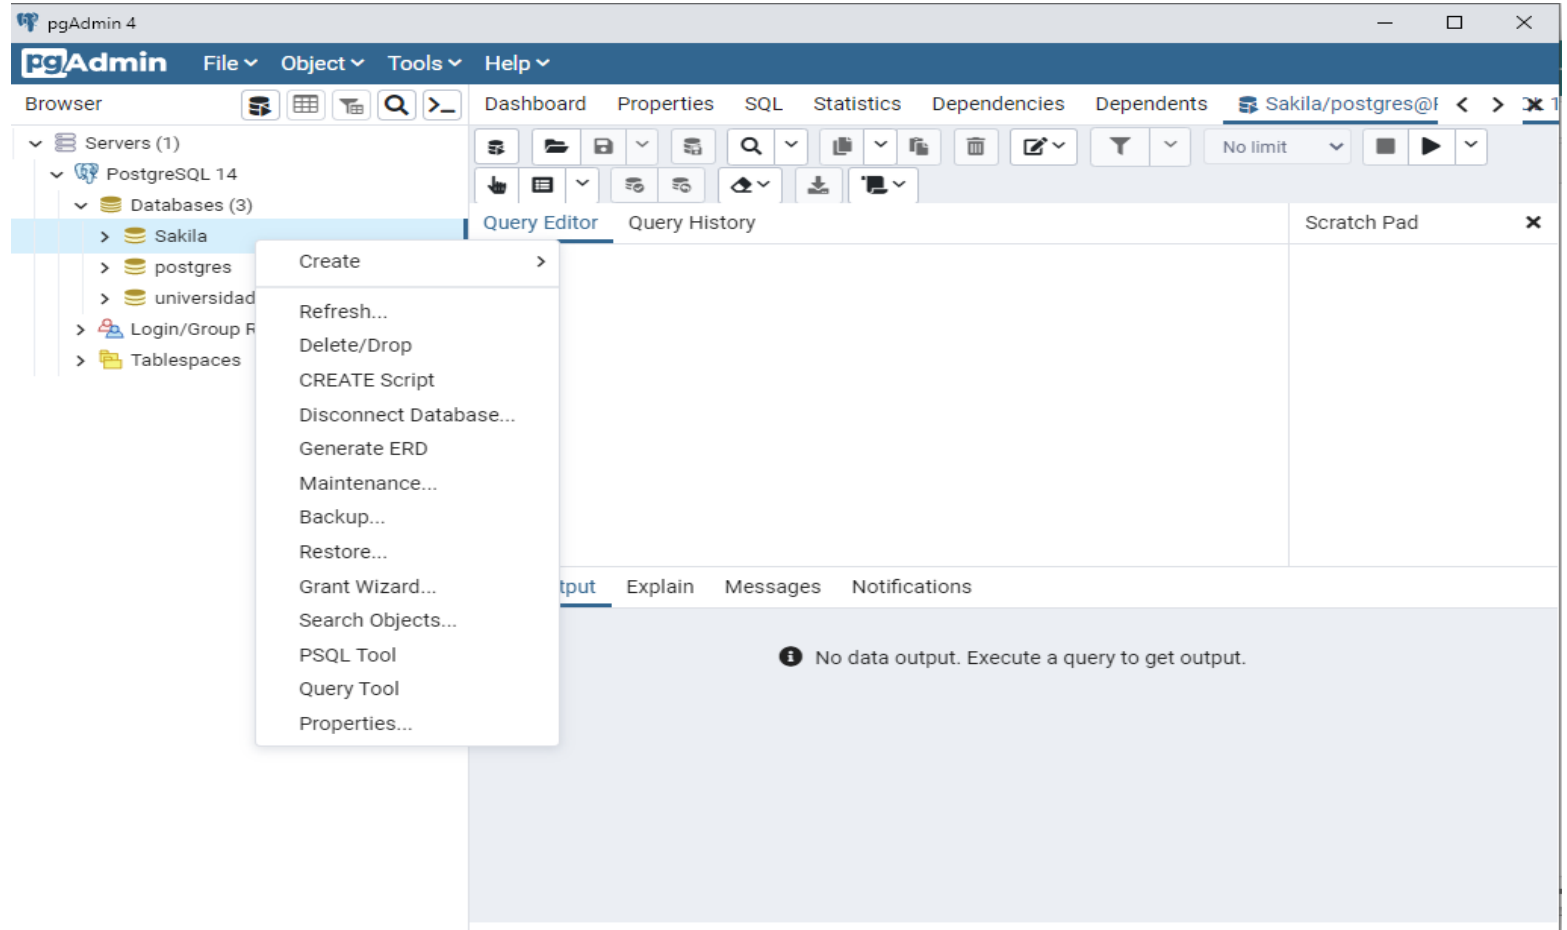 pgAdmin 4
pgAdmin File Object Tools Help
Browser
Dashboard Properties SQL Statistics Dependencies Dependents Sakila/postgres@
Servers (1)
PostgreSQL 14
Databases (3)
Sakila
postgres
universidad
Login/Group
Tablespaces
Create
Refresh...
Delete/Drop
CREATE Script
Disconnect Database...
Generate ERD
Maintenance...
Backup...
Restore...
Grant Wizard...
Search Objects...
PSQL Tool
Query Tool
Properties...
No limit
Query Editor Query History
Scratch Pad
tput Explain Messages Notifications
No data output. Execute a query to get output.